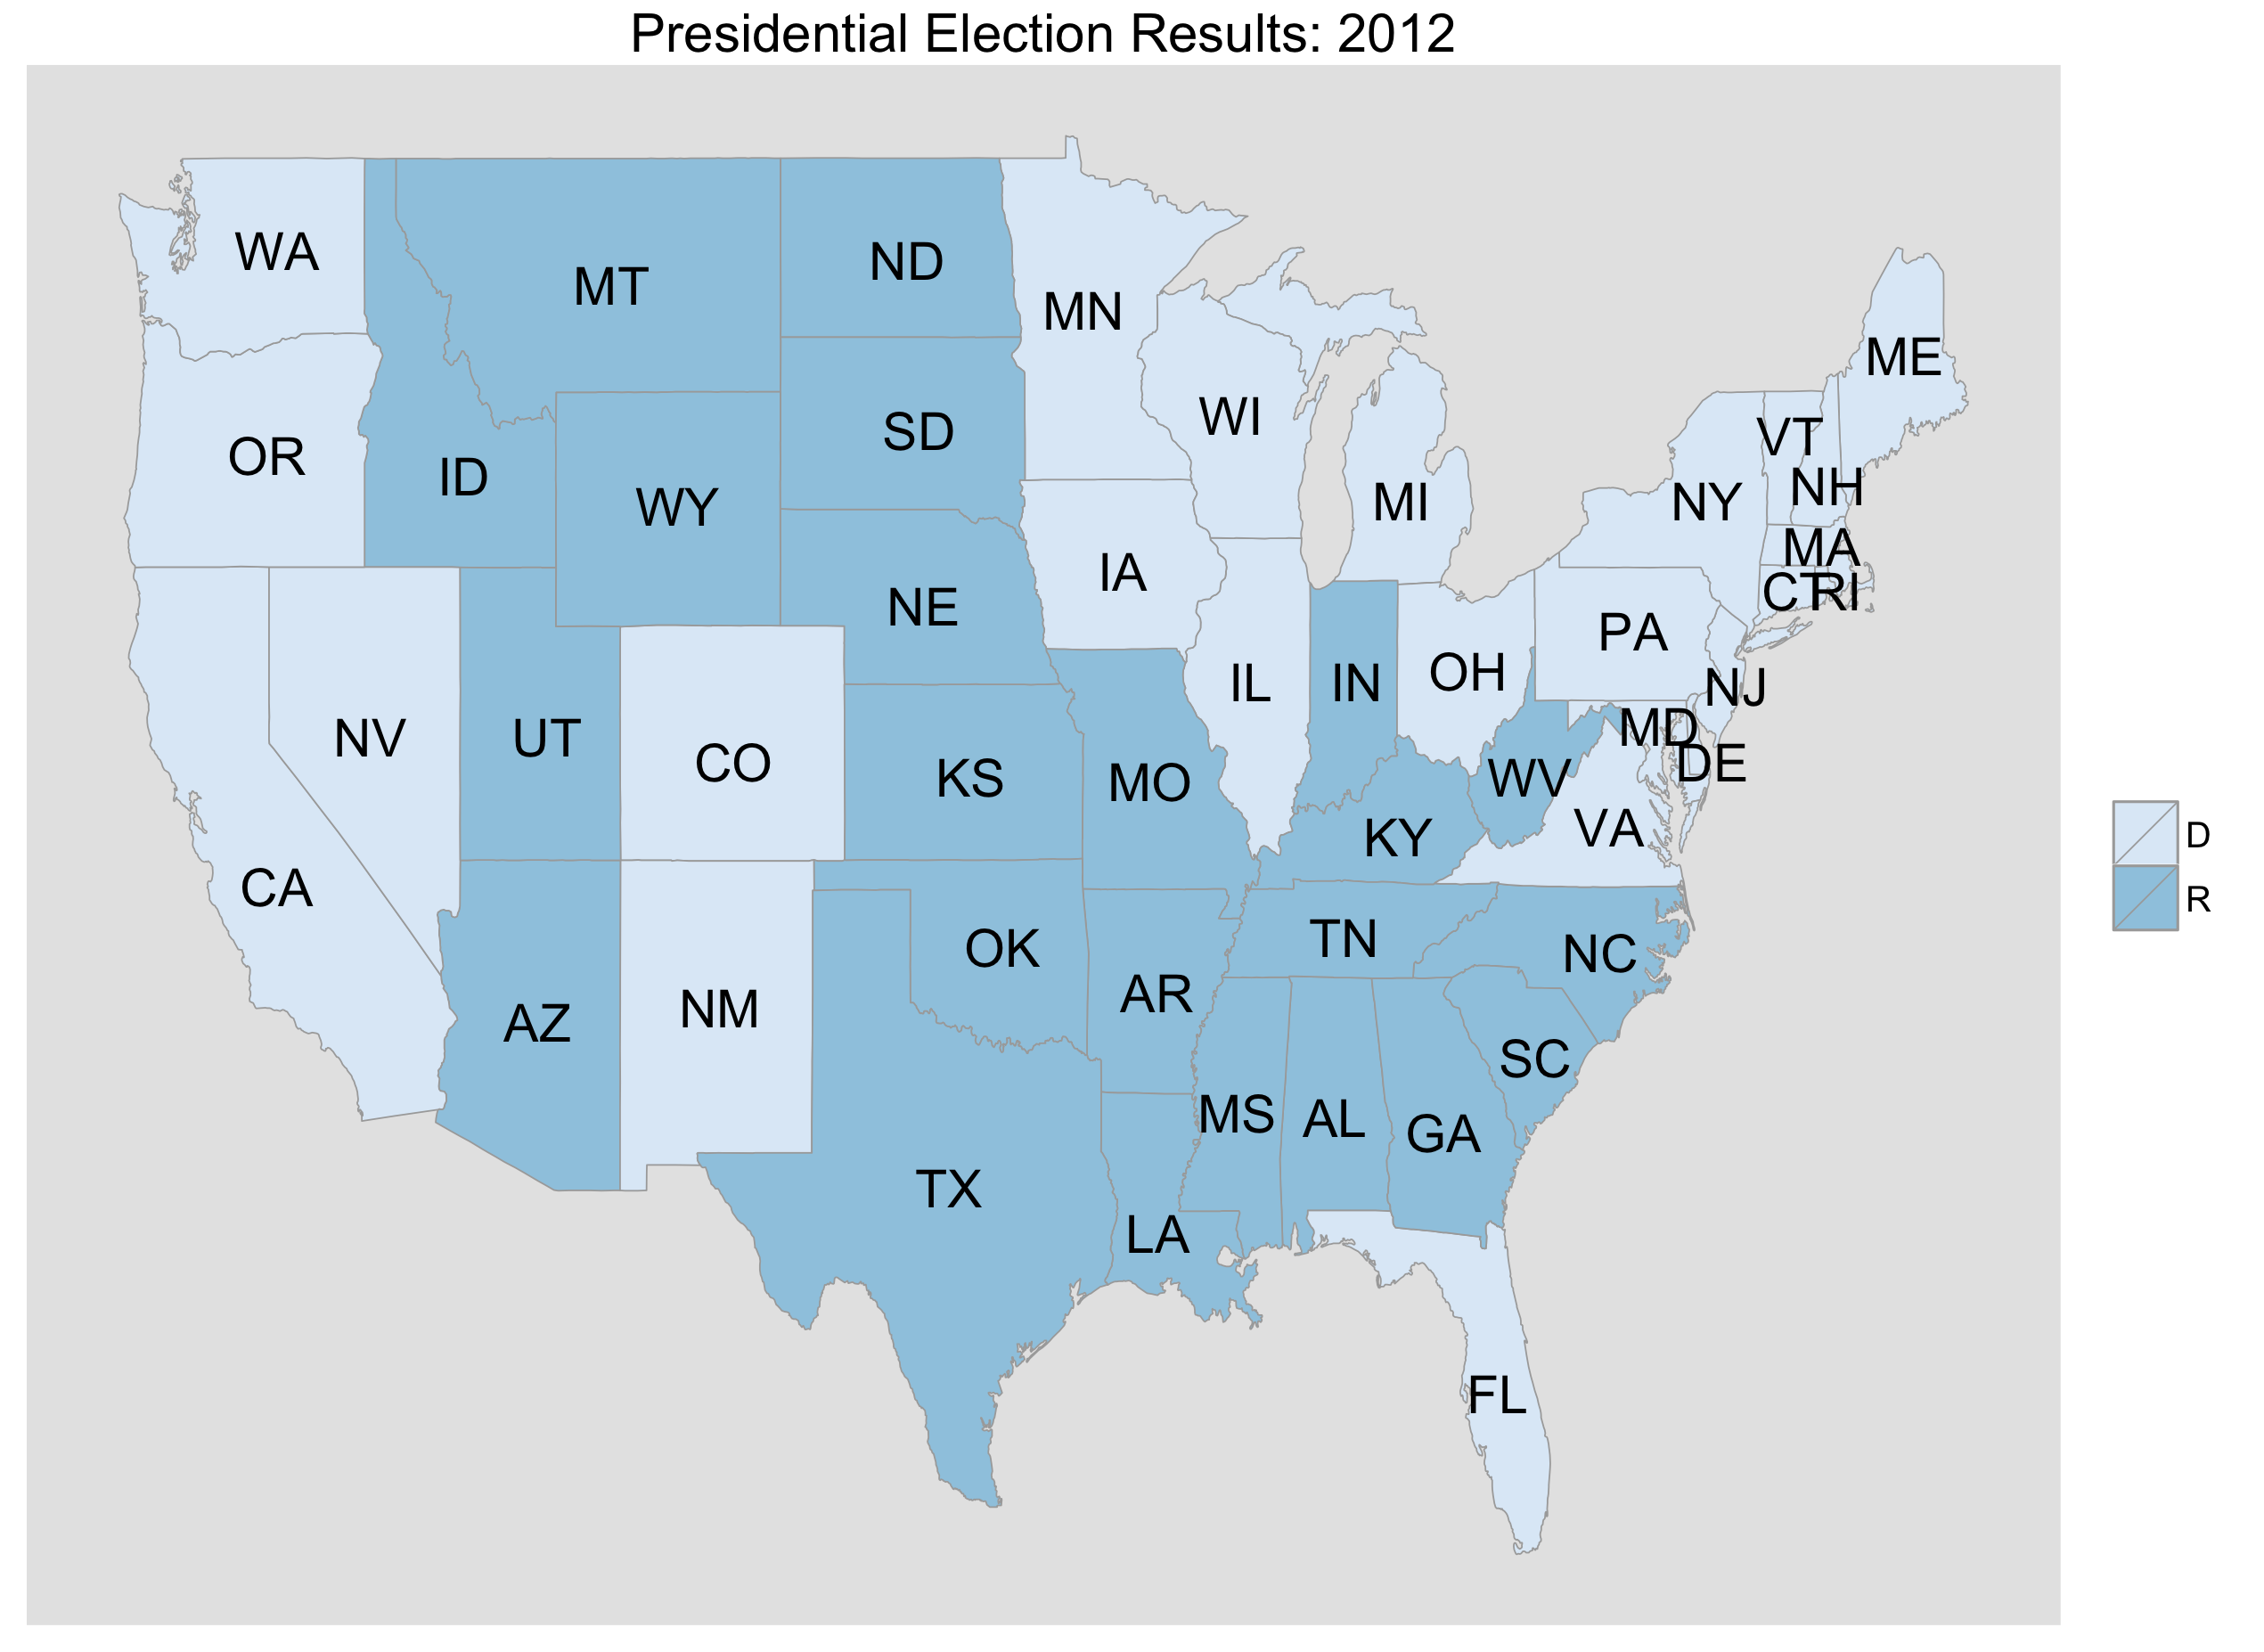 Presidential Election Results: 2012
WA
MT
ND
MN
ME
OR
ID
WY
SD
WI
MI
NY
VT
NH
MA
CT
RI
IA
NE
PA
NJ
NV
UT
CO
KS
MO
IL
IN
OH
WV
MD
DE
VA
KY
CA
AZ
NM
OK
AR
TN
NC
SC
TX
LA
MS
AL
GA
FL
D
R